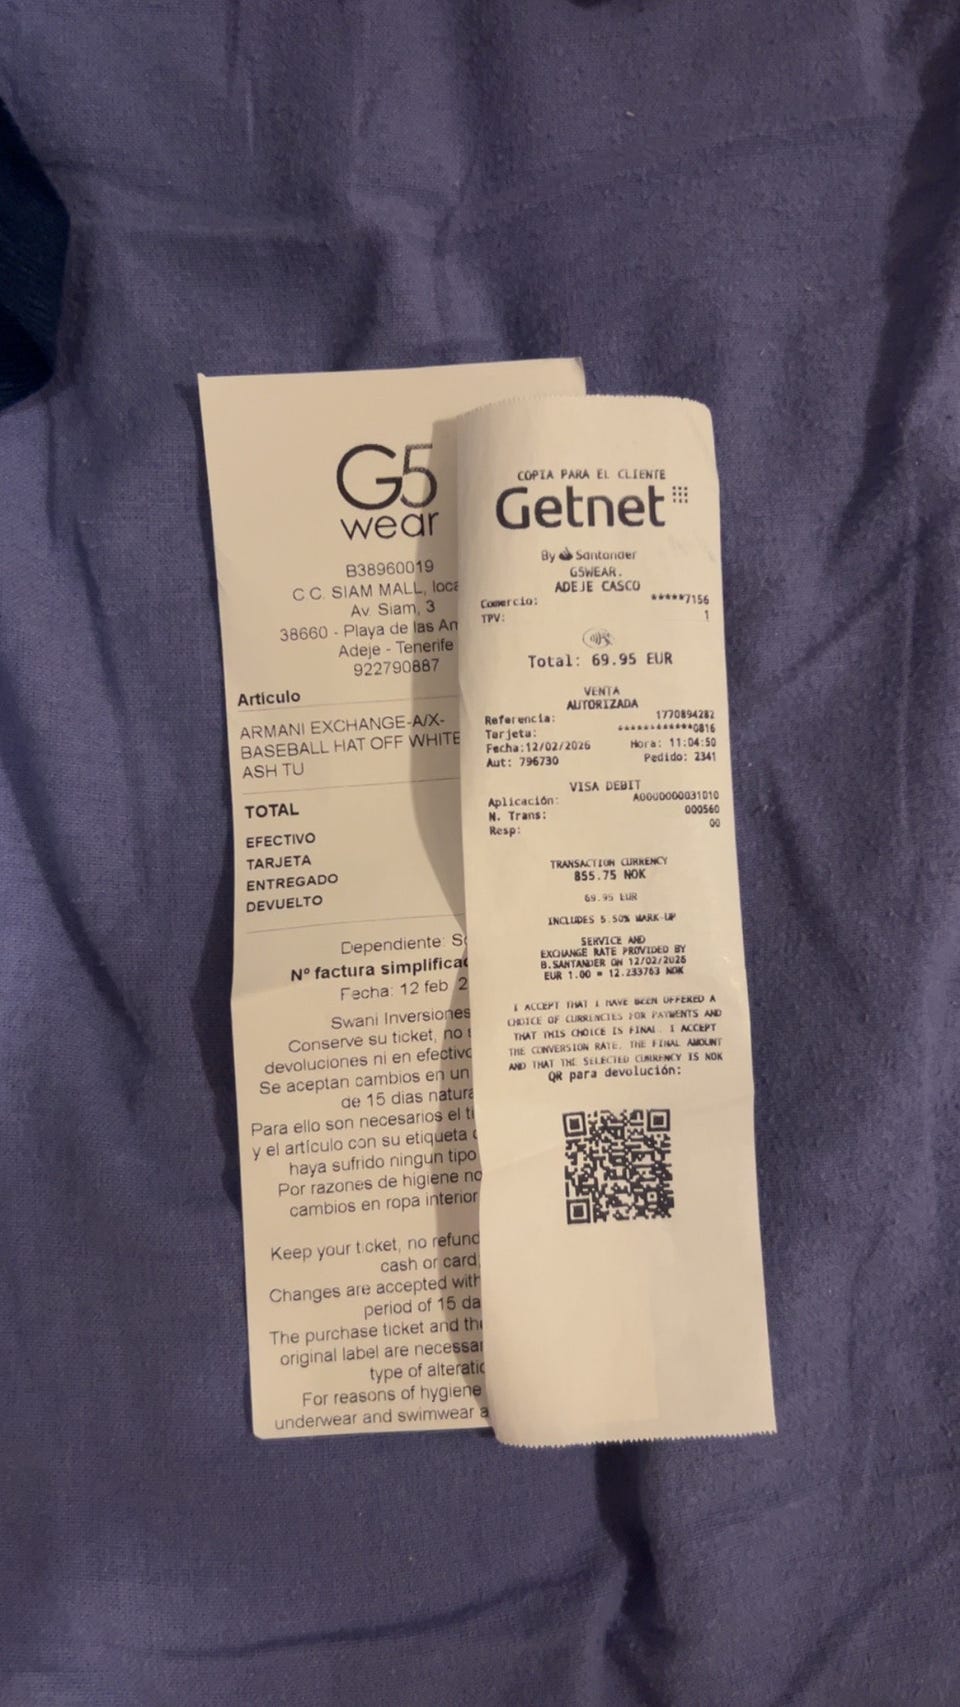 G5
wear
B38960019
C C. SIAM MALL, loca
Av. Siam, 3
38660 - Playa de las Am
Adeje - Tenerife
922790887
Artículo
ARMANI EXCHANGE-A/X-
BASEBALL HAT OFF WHITE
ASH TU
TOTAL
EFECTIVO
TARJETA
ENTREGADO
DEVUELTO
Dependiente: S
Nº factura simplificad
Fecha: 12 feb 2
Swani Inversiones
Conserve su ticket, no
devoluciones ni en efectivo
Se aceptan cambios en un
de 15 dias natura
Para ello son necesarios el ti
y el artículo con su etiqueta
haya sufrido ningun tipo
Por razones de higiene no
cambios en ropa interior
Keep your ticket, no refund
cash or card
Changes are accepted with
period of 15 da
The purchase ticket and the
original label are necessar
type of alteratio
For reasons of hygiene
underwear and swimwear a
COPIA PARA EL CLIENTE
Getnet
By Santander
G5WEAR.
ADEJE CASCO
Comercio: *****7156
TPV: 1
Total: 69.95 EUR
VENTA
AUTORIZADA
Referencia: 1770894282
Tarjeta: ************0816
Fecha:12/02/2026 Hora: 11:04:50
Aut: 796730 Pedido: 2341
VISA DEBIT
Aplicación: A0000000031010
N. Trans: 000560
Resp: 00
TRANSACTION CURRENCY
855.75 NOK
69.95 EUR
INCLUDES 5.50% MARK-UP
SERVICE AND
EXCHANGE RATE PROVIDED BY
B.SANTANDER ON 12/02/2026
EUR 1.00 = 12.233763 NOK
I ACCEPT THAT I HAVE BEEN OFFERED A
CHOICE OF CURRENCIES FOR PAYMENTS AND
THAT THIS CHOICE IS FINAL. I ACCEPT
THE CONVERSION RATE, THE FINAL AMOUNT
AND THAT THE SELECTED CURRENCY IS NOK
QR para devolución: